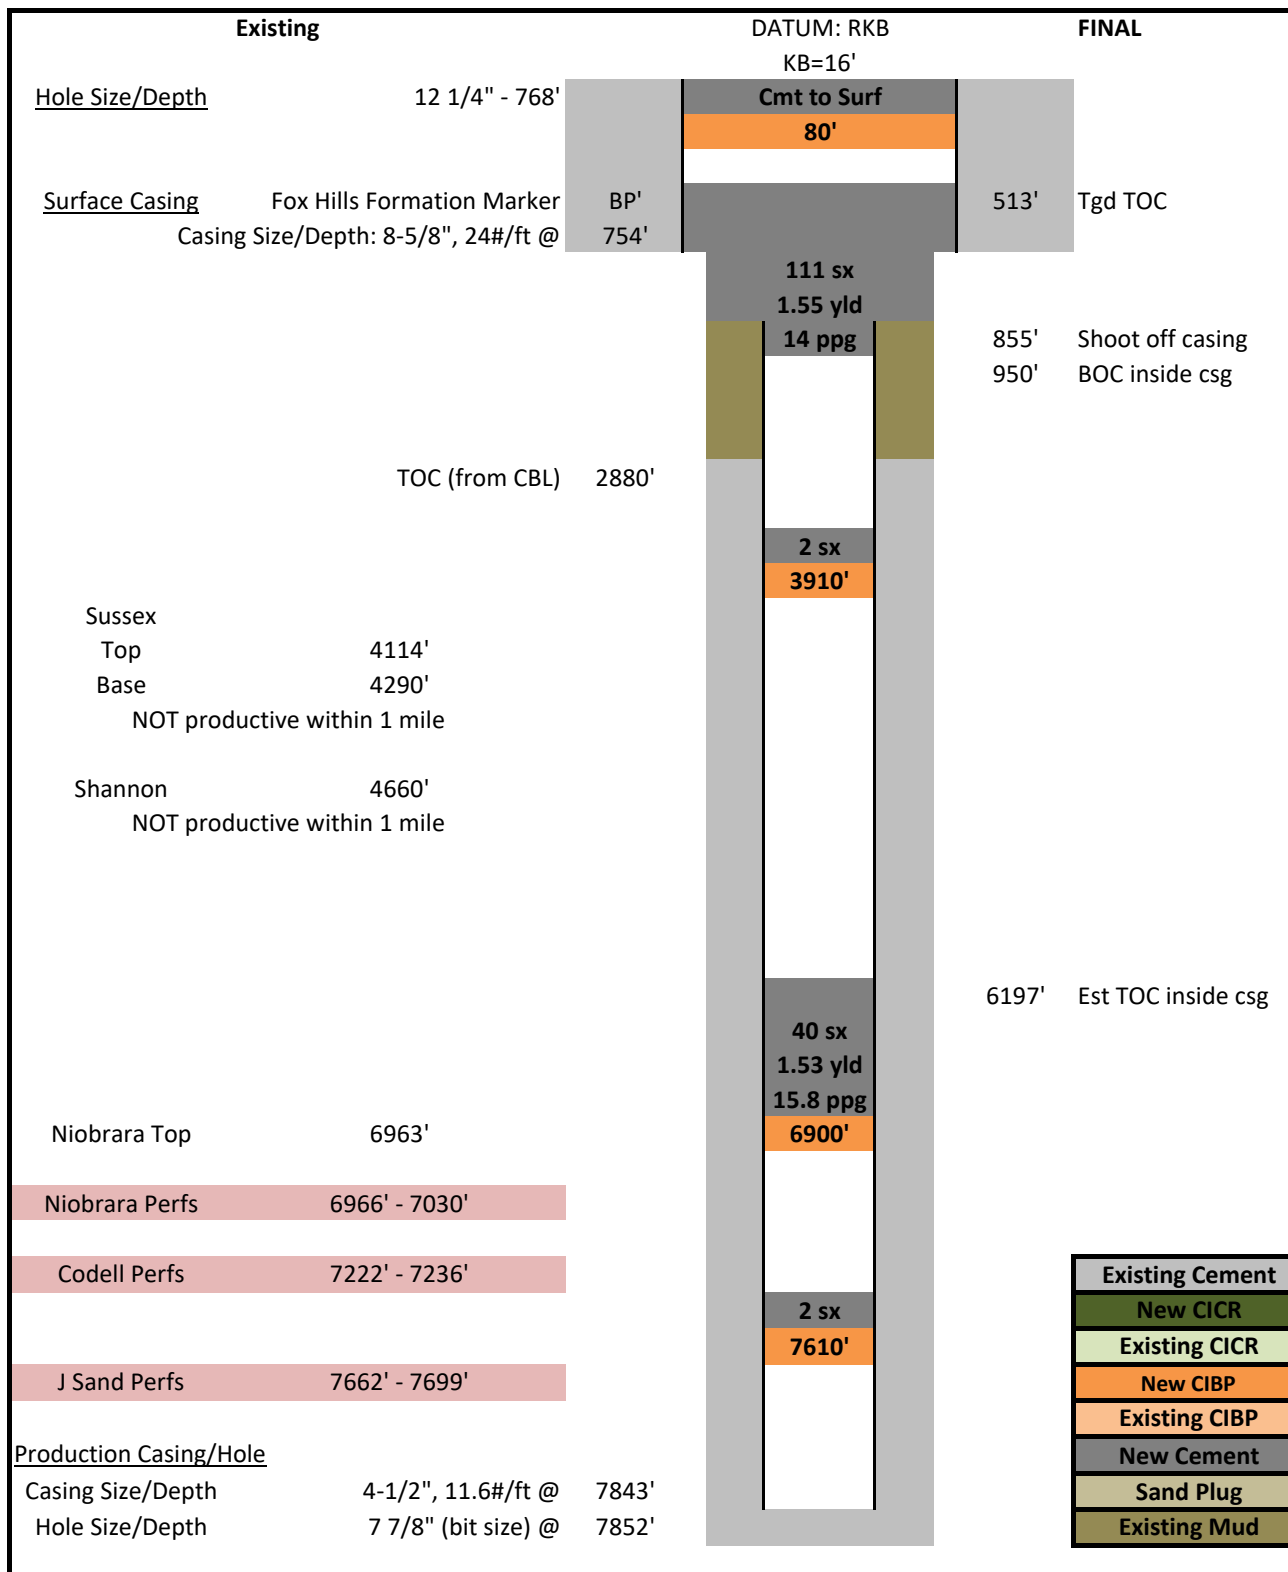 Existing DATUM: RKB FINAL
KB=16'
Hole Size/Depth 12 1/4" - 768' Cmt to Surf
80'
Surface Casing Fox Hills Formation Marker BP' 513' Tgd TOC
Casing Size/Depth: 8-5/8", 24#/ft @ 754'
111 sx
1.55 yld
14 ppg 855' Shoot off casing
950' BOC inside csg
TOC (from CBL) 2880'
2 sx
3910'
Sussex
Top 4114'
Base 4290'
NOT productive within 1 mile
Shannon 4660'
NOT productive within 1 mile
6197' Est TOC inside csg
40 sx
1.53 yld
15.8 ppg
Niobrara Top 6963' 6900'
Niobrara Perfs 6966' - 7030'
Codell Perfs 7222' - 7236' Existing Cement
2 sx New CICR
7610' Existing CICR
J Sand Perfs 7662' - 7699' New CIBP
Existing CIBP
Production Casing/Hole New Cement
Casing Size/Depth 4-1/2", 11.6#/ft @ 7843' Sand Plug
Hole Size/Depth 7 7/8" (bit size) @ 7852' Existing Mud